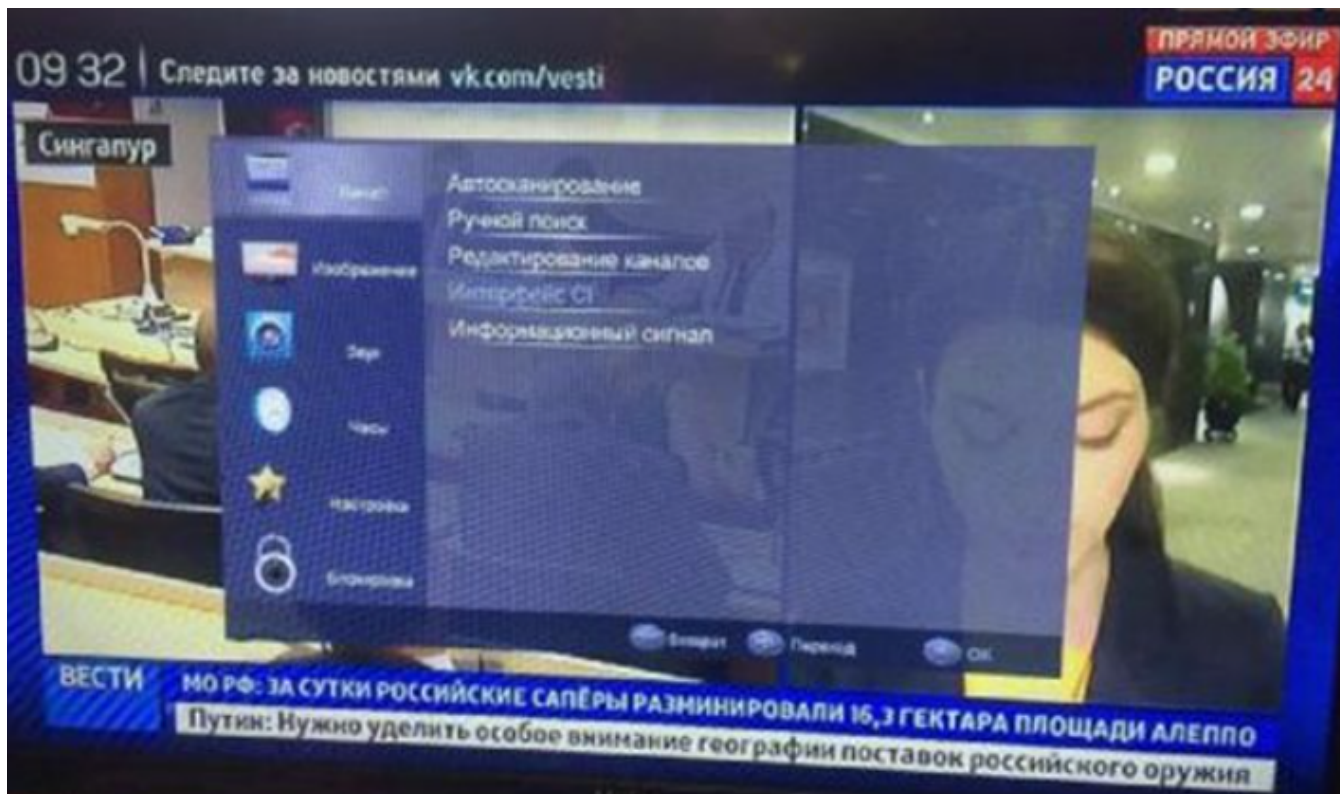 ПРЯМОЙ ЭФИР
09 32 Следите за новостями vk.com/vesti
РОССИЯ 24
Сингапур
Канал
Автосканирование
Ручной поиск
Изображение
Редактирование каналов
Интерфейс CI
Информационный сигнал
Звук
Часы
Настройка
Блокировка
Возврат
Переход
ОК
ВЕСТИ
МО РФ: ЗА СУТКИ РОССИЙСКИЕ САПЁРЫ РАЗМИНИРОВАЛИ 16,3 ГЕКТАРА ПЛОЩАДИ АЛЕППО
Путин: Нужно уделить особое внимание географии поставок российского оружия